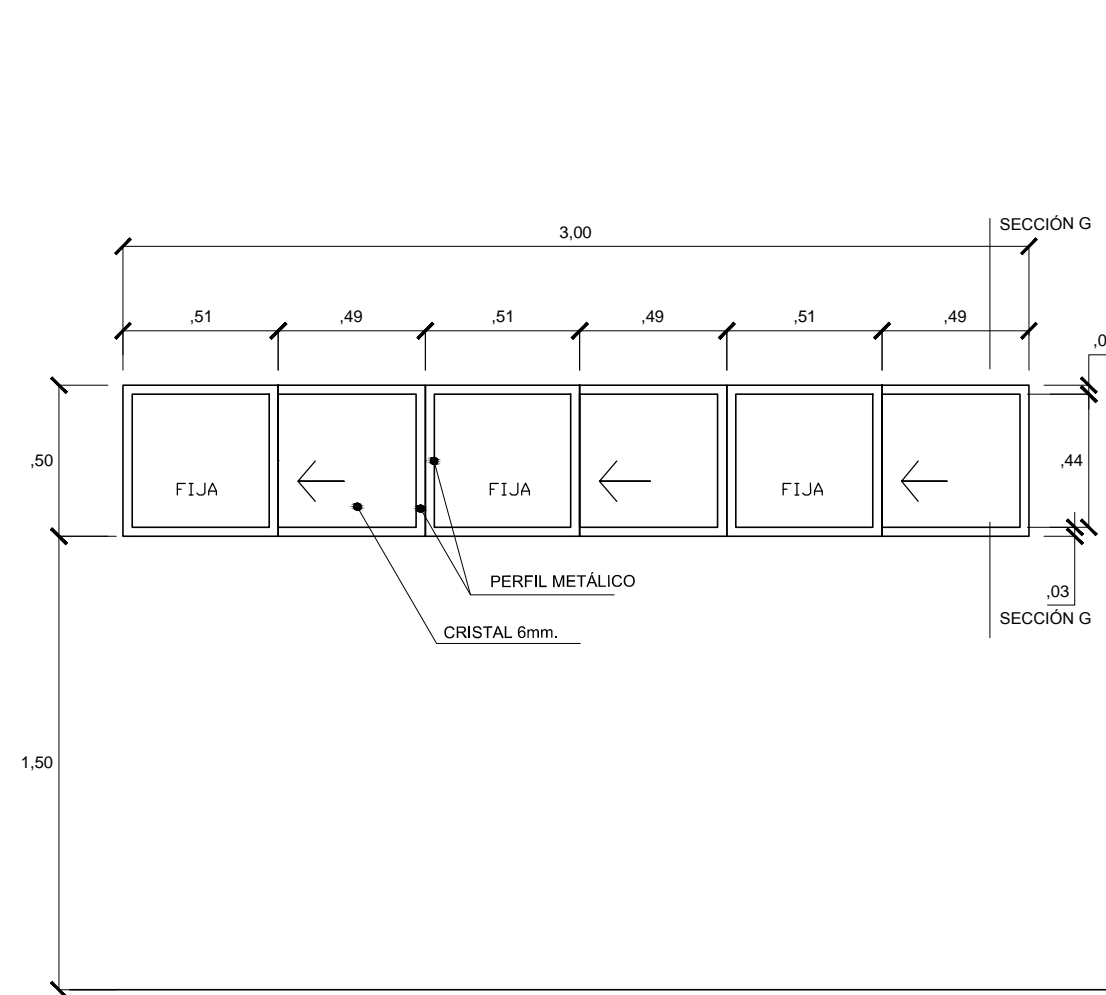 SECCIÓN G
3,00
,51
,49
,51
,49
,51
,49
,50
FIJA
FIJA
FIJA
,44
PERFIL METÁLICO
,03
CRISTAL 6mm.
SECCIÓN G
1,50